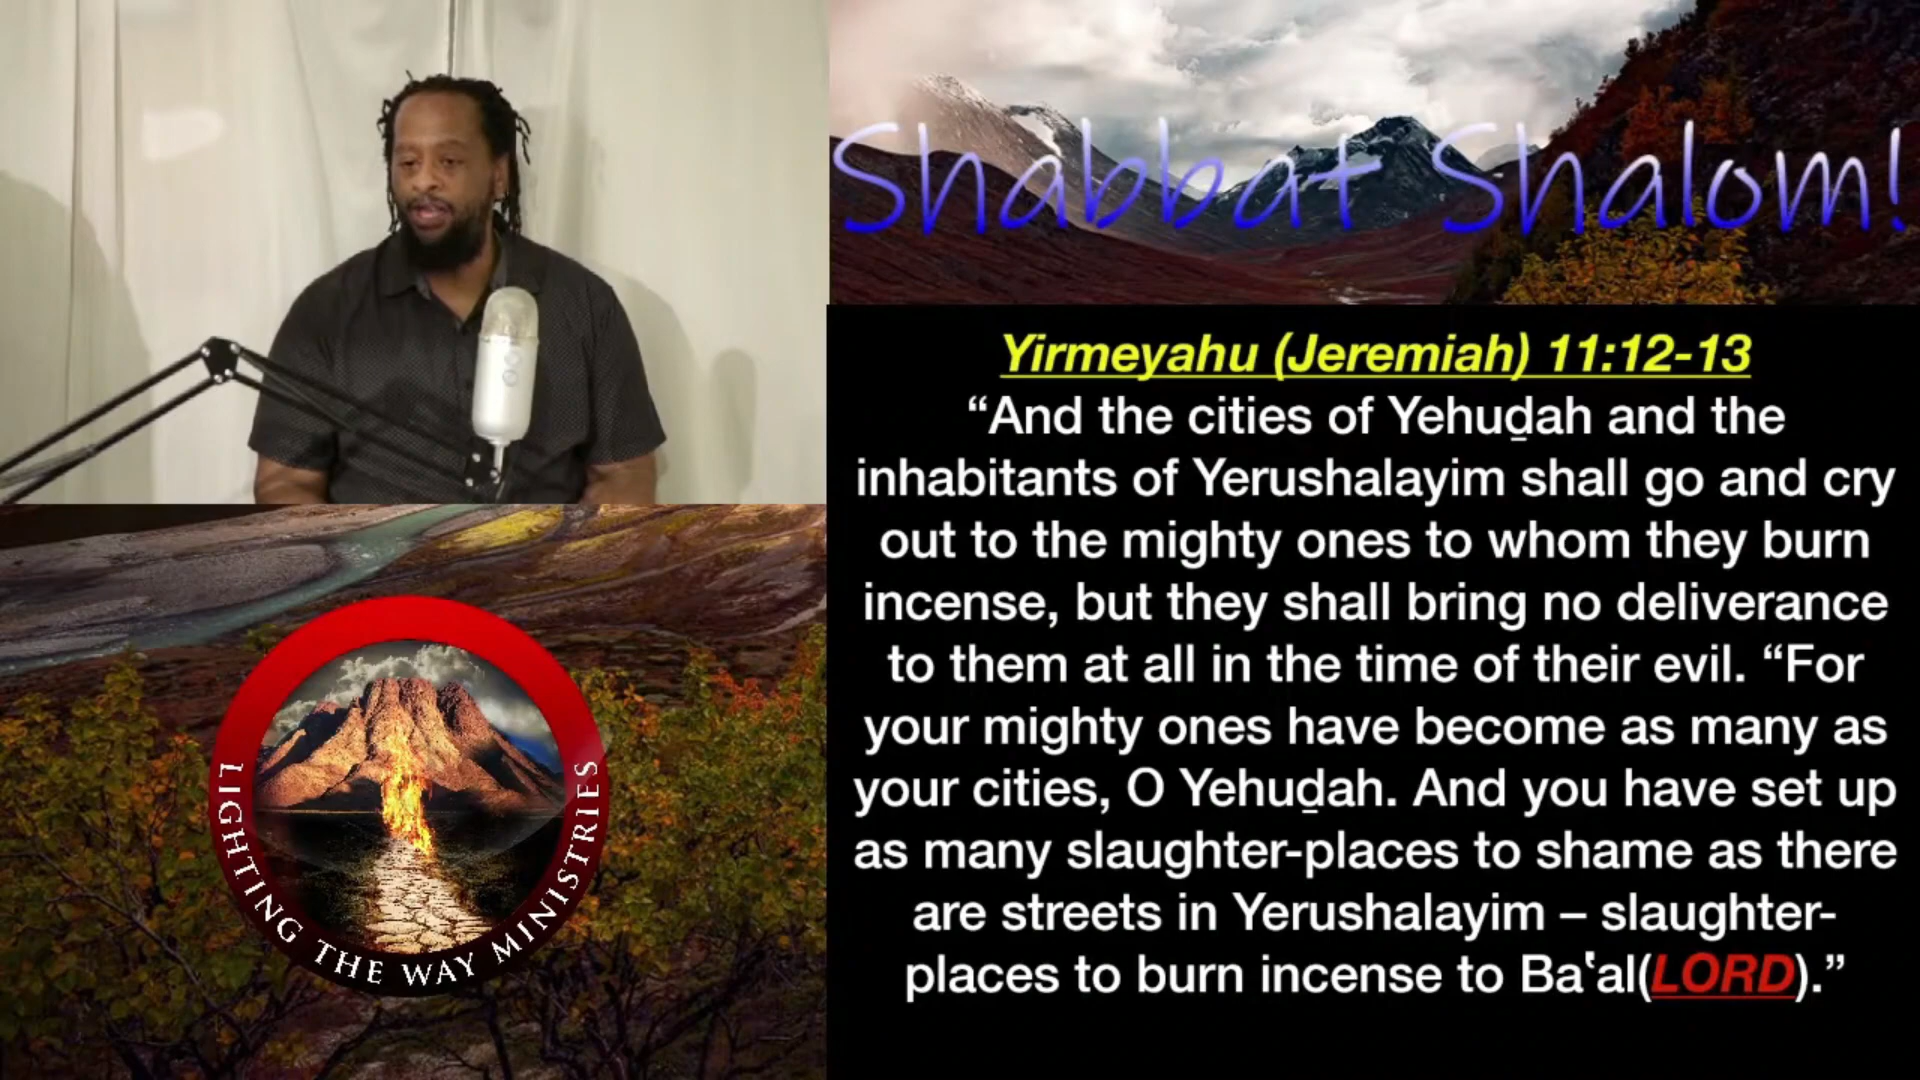 Shabbat Shalom!
Yirmeyahu (Jeremiah) 11:12-13
“And the cities of Yehuḏah and the
inhabitants of Yerushalayim shall go and cry
out to the mighty ones to whom they burn
incense, but they shall bring no deliverance
to them at all in the time of their evil. “For
your mighty ones have become as many as
your cities, O Yehuḏah. And you have set up
as many slaughter-places to shame as there
are streets in Yerushalayim – slaughter-
places to burn incense to Baʽal(LORD).”
LIGHTING THE WAY MINISTRIES